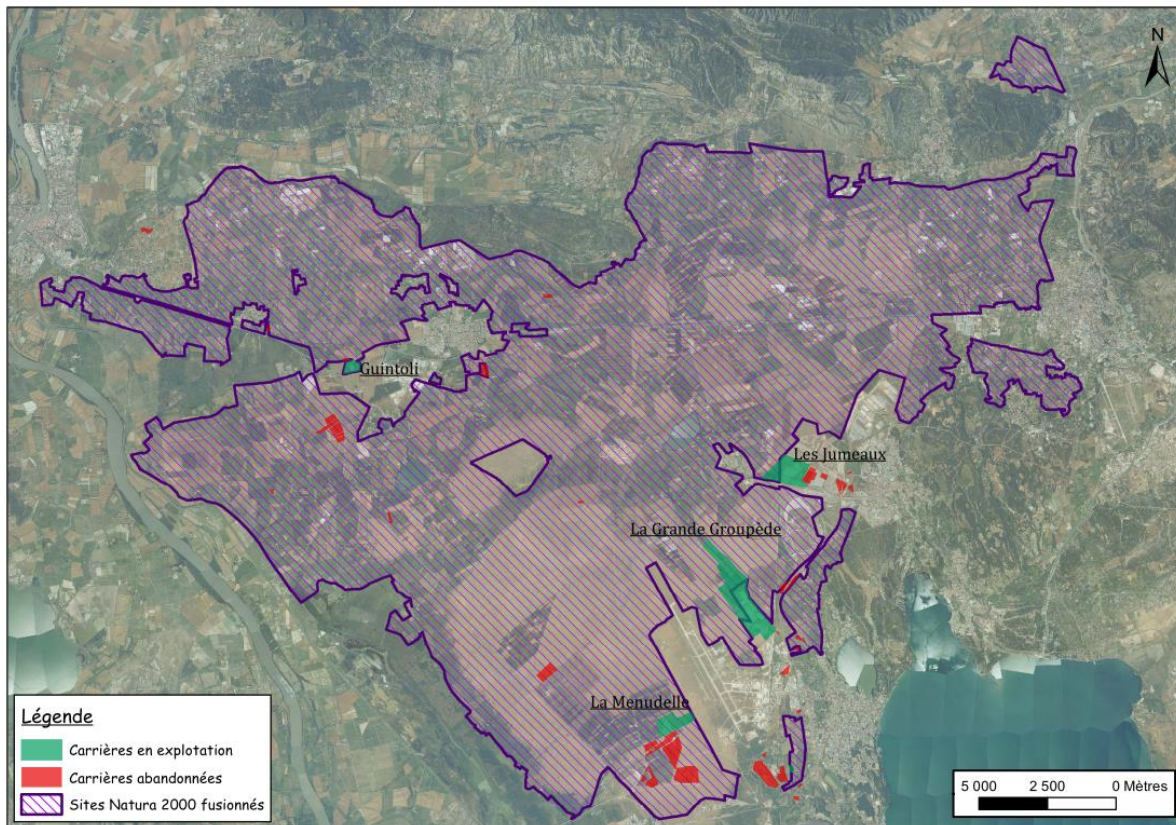 N
Guintoli
Les Jumeaux
La Grande Groupède
La Menudelle
Légende
Carrières en explotation
Carrières abandonnées
Sites Natura 2000 fusionnés
5 000 2 500 0 Mètres